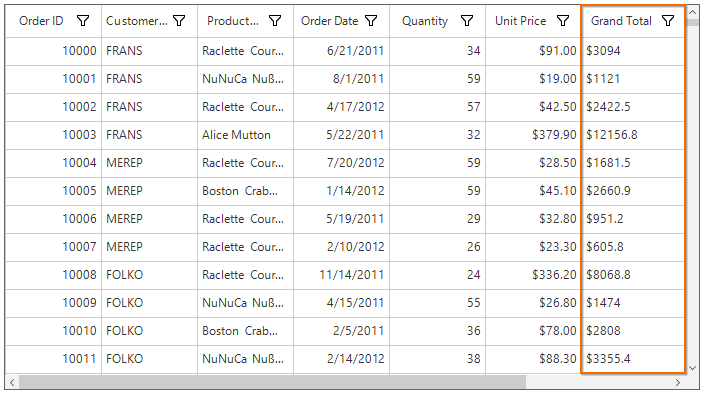 Order ID Customer... Product... Order Date Quantity Unit Price Grand Total
10000 FRANS Raclette Cour... 6/21/2011 34 $91.00 $3094
10001 FRANS NuNuCa Nuß... 8/1/2011 59 $19.00 $1121
10002 FRANS Raclette Cour... 4/17/2012 57 $42.50 $2422.5
10003 FRANS Alice Mutton 5/22/2011 32 $379.90 $12156.8
10004 MEREP Raclette Cour... 7/20/2012 59 $28.50 $1681.5
10005 MEREP Boston Crab... 1/14/2012 59 $45.10 $2660.9
10006 MEREP Raclette Cour... 5/19/2011 29 $32.80 $951.2
10007 MEREP Raclette Cour... 2/10/2012 26 $23.30 $605.8
10008 FOLKO Raclette Cour... 11/14/2011 24 $336.20 $8068.8
10009 FOLKO NuNuCa Nuß... 4/15/2011 55 $26.80 $1474
10010 FOLKO Boston Crab... 2/5/2011 36 $78.00 $2808
10011 FOLKO NuNuCa Nuß... 2/14/2012 38 $88.30 $3355.4